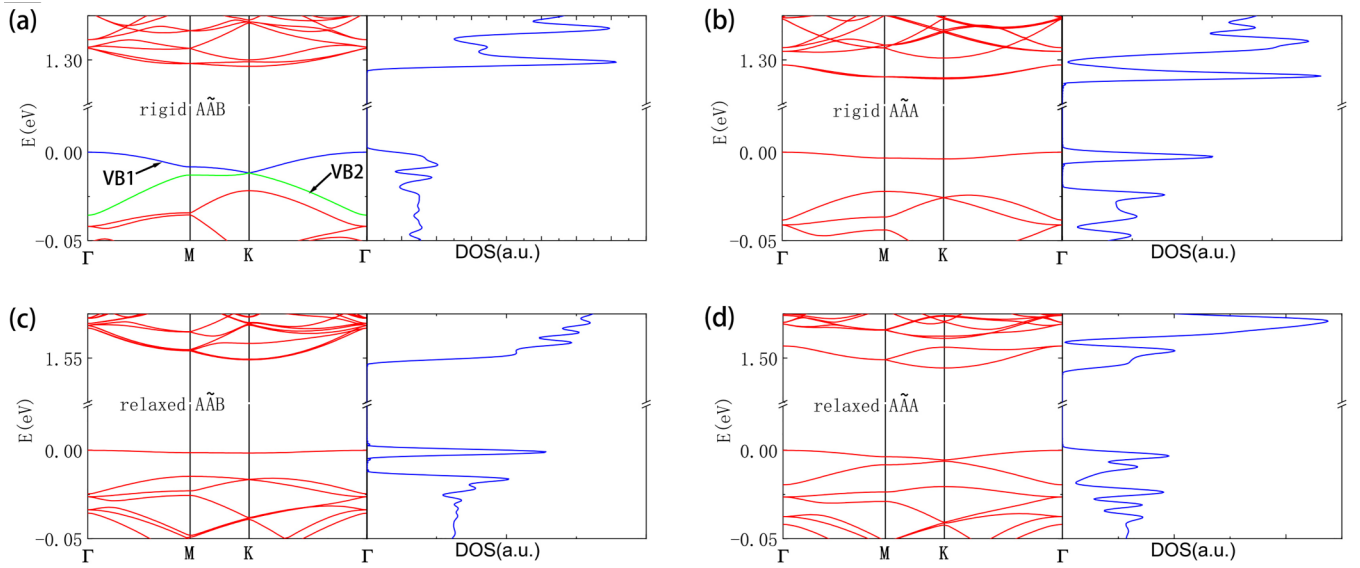 (a)
E(eV)
1.30
0.00
-0.05
rigid AÃB
VB1
VB2
Γ M K Γ
DOS(a.u.)
(b)
E(eV)
1.30
0.00
-0.05
rigid AÃA
Γ M K Γ
DOS(a.u.)
(c)
E(eV)
1.55
0.00
-0.05
relaxed AÃB
Γ M K Γ
DOS(a.u.)
(d)
E(eV)
1.50
0.00
-0.05
relaxed AÃA
Γ M K Γ
DOS(a.u.)